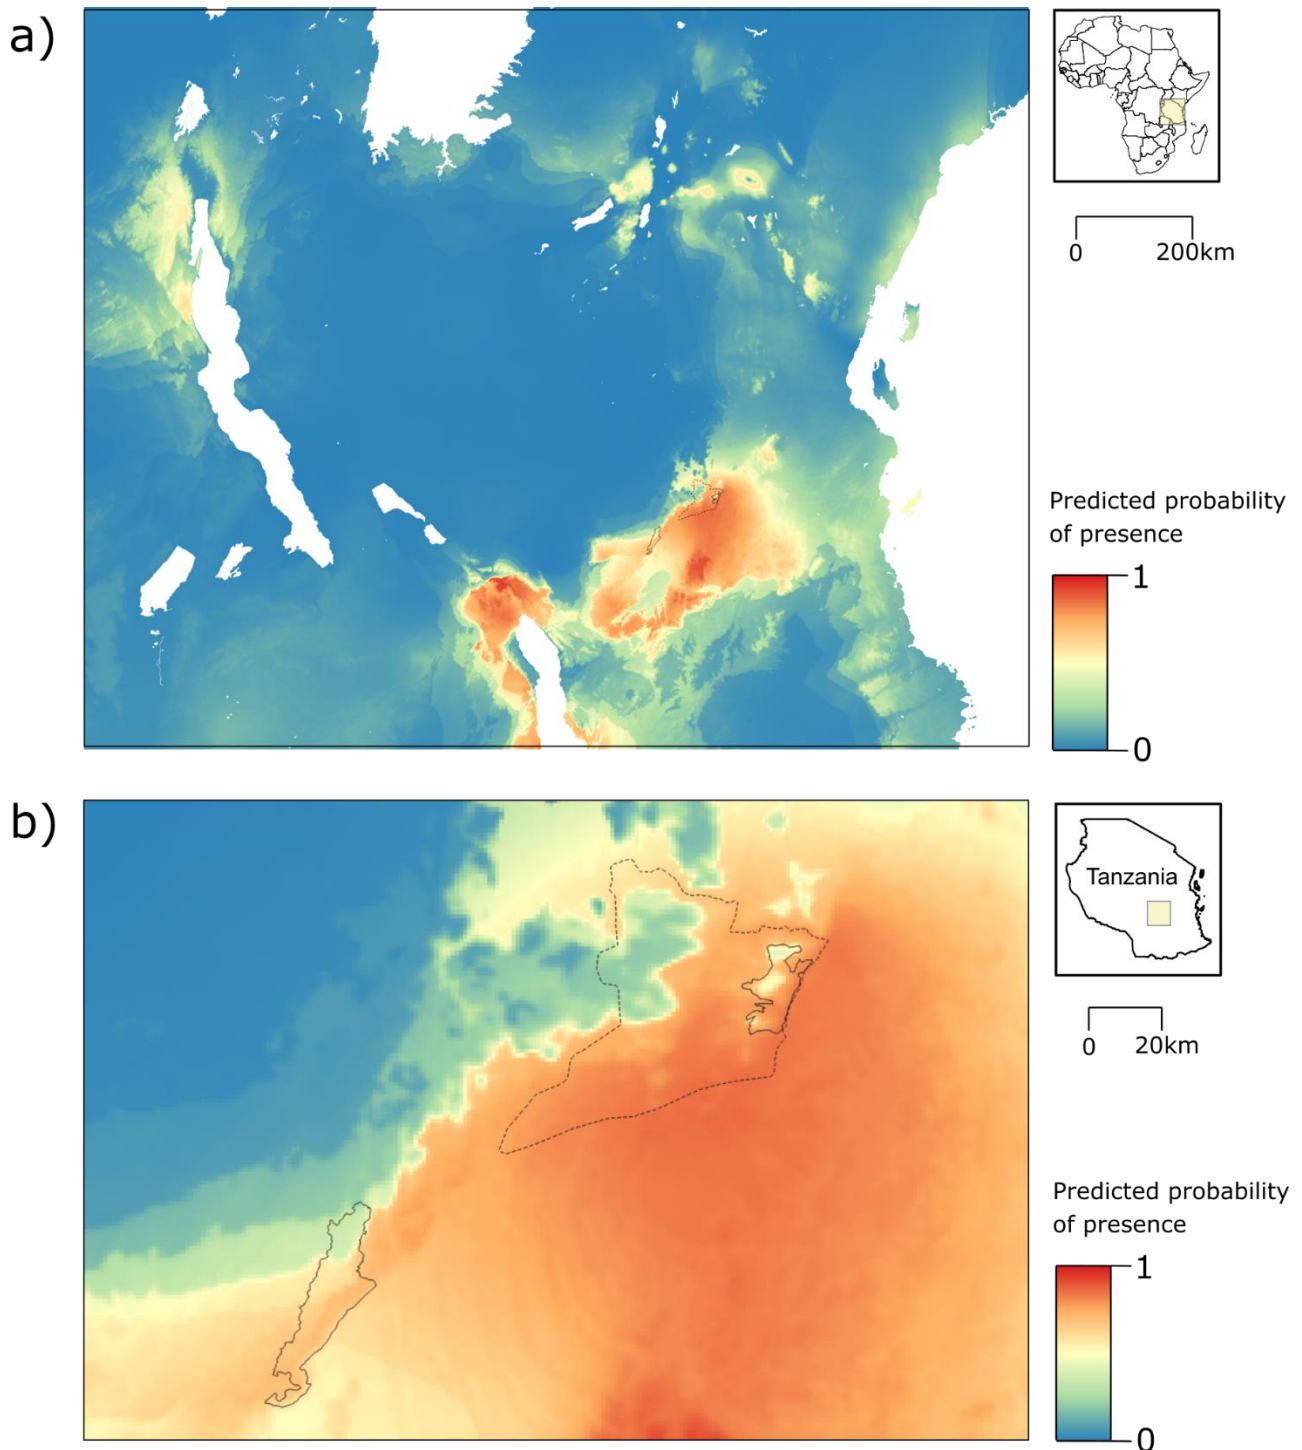 a)
0
200km
Predicted probability
of presence
1
0
b)
Tanzania
0
20km
Predicted probability
of presence
1
0